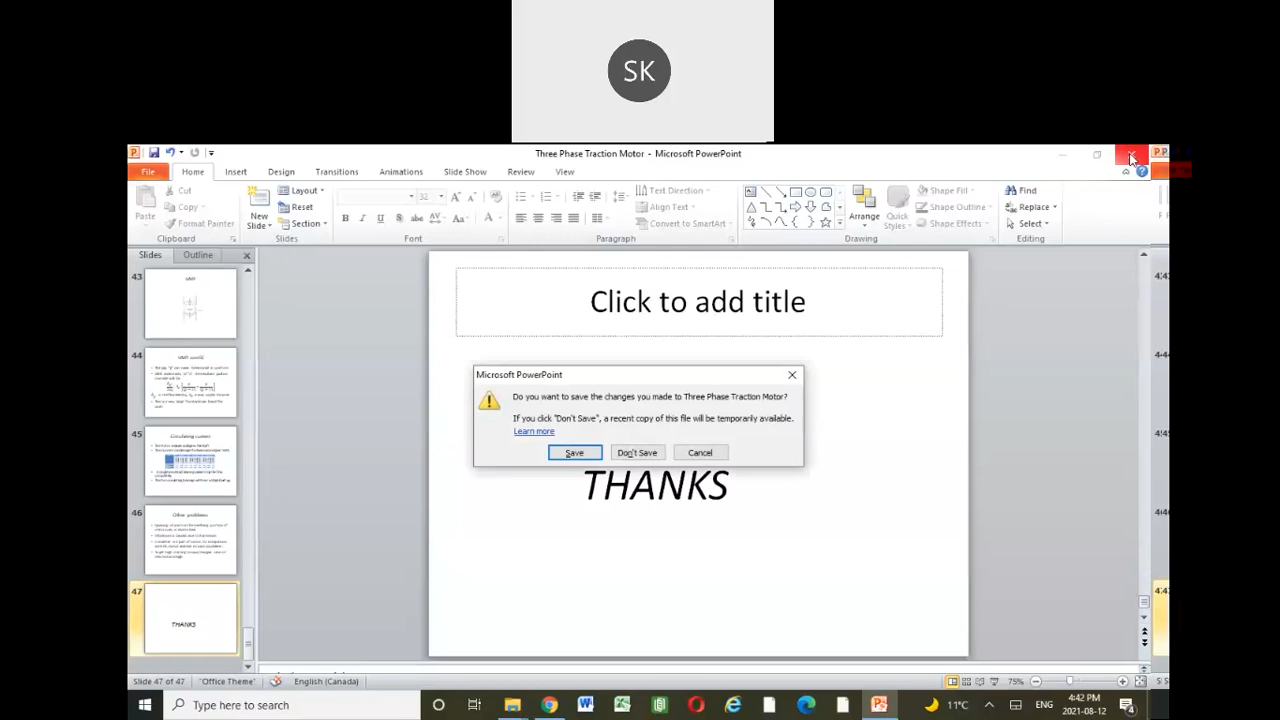 SK
Three Phase Traction Motor - Microsoft PowerPoint
File
Home
Insert
Design
Transitions
Animations
Slide Show
Review
View
Paste
Cut
Copy
Format Painter
Clipboard
New Slide
Layout
Reset
Section
Slides
32
Font
Text Direction
Align Text
Convert to SmartArt
Paragraph
Arrange
Quick Styles
Shape Fill
Shape Outline
Shape Effects
Drawing
Find
Replace
Select
Editing
Slides
Outline
43
UMP
44
45
Circulating current
46
Other problems
47
THANKS
Click to add title
Microsoft PowerPoint
Do you want to save the changes you made to Three Phase Traction Motor?
If you click "Don't Save", a recent copy of this file will be temporarily available.
Learn more
Save
Don't Save
Cancel
THANKS
Slide 47 of 47
"Office Theme"
English (Canada)
75%
Type here to search
11°C
ENG
4:42 PM
2021-08-12
4